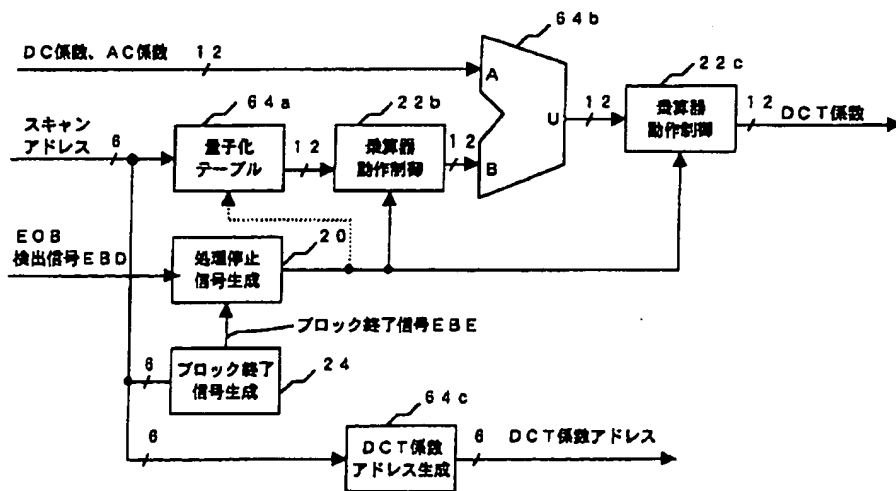 ６４ｂ
ＤＣ係数、ＡＣ係数
１２
Ａ
２２ｃ
６４ａ
２２ｂ
スキャン
アドレス
６
量子化
テーブル
１２
乗算器
動作制御
１２
Ｂ
Ｕ
１２
乗算器
動作制御
１２
ＤＣＴ係数
ＥＯＢ
検出信号ＥＢＤ
２０
処理停止
信号生成
ブロック終了信号ＥＢＥ
６
ブロック終了
信号生成
２４
６４ｃ
６
ＤＣＴ係数
アドレス生成
６
ＤＣＴ係数アドレス